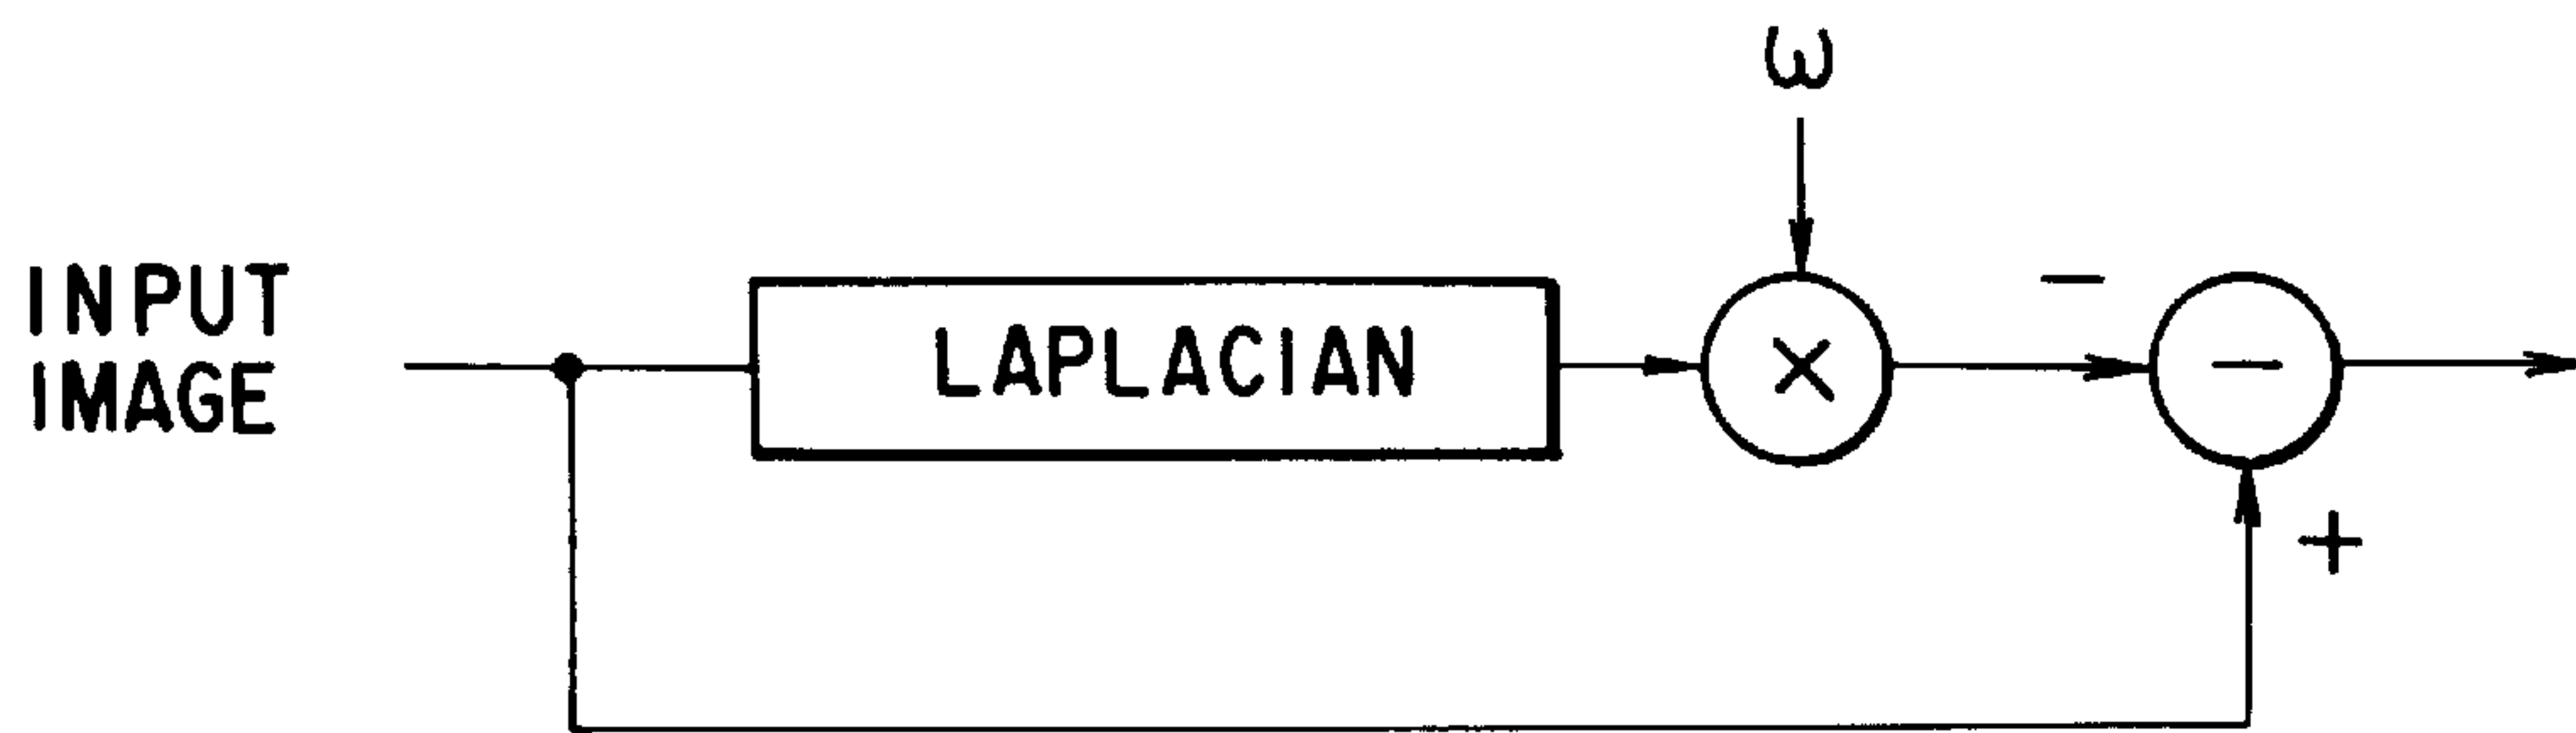 ω
INPUT
IMAGE
LAPLACIAN
×
−
−
+